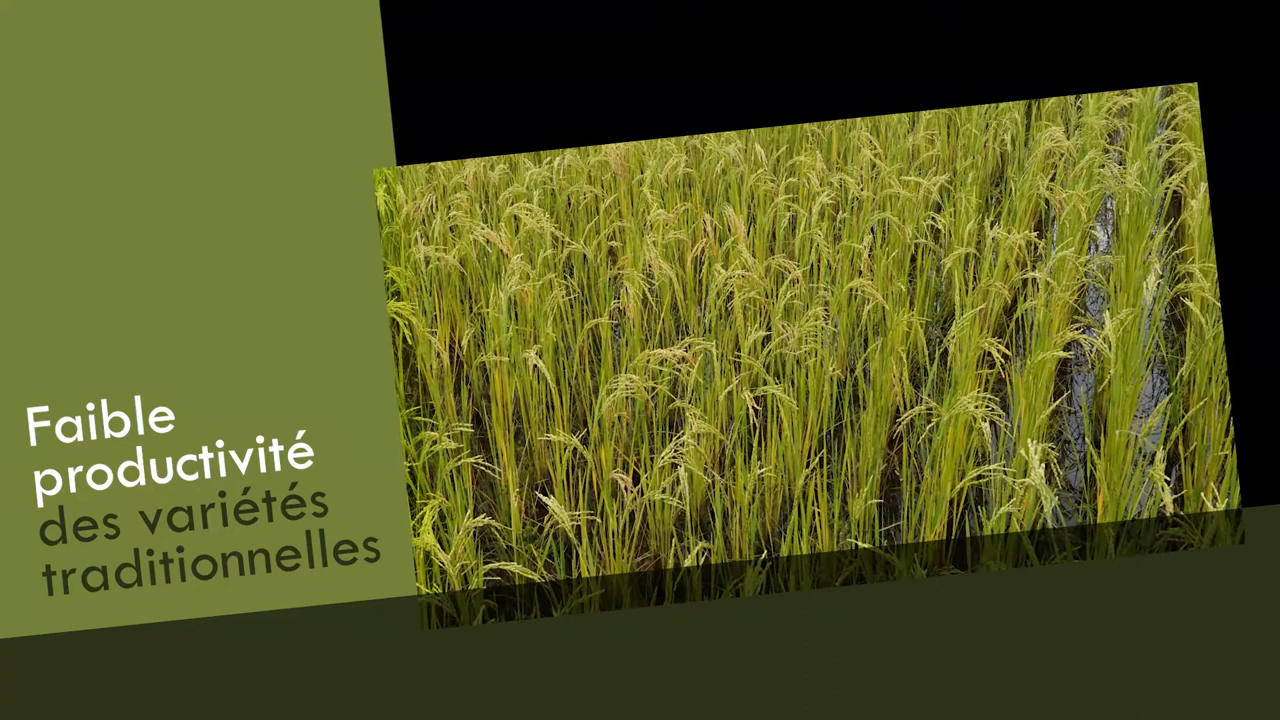 Faible
productivité
des variétés
traditionnelles